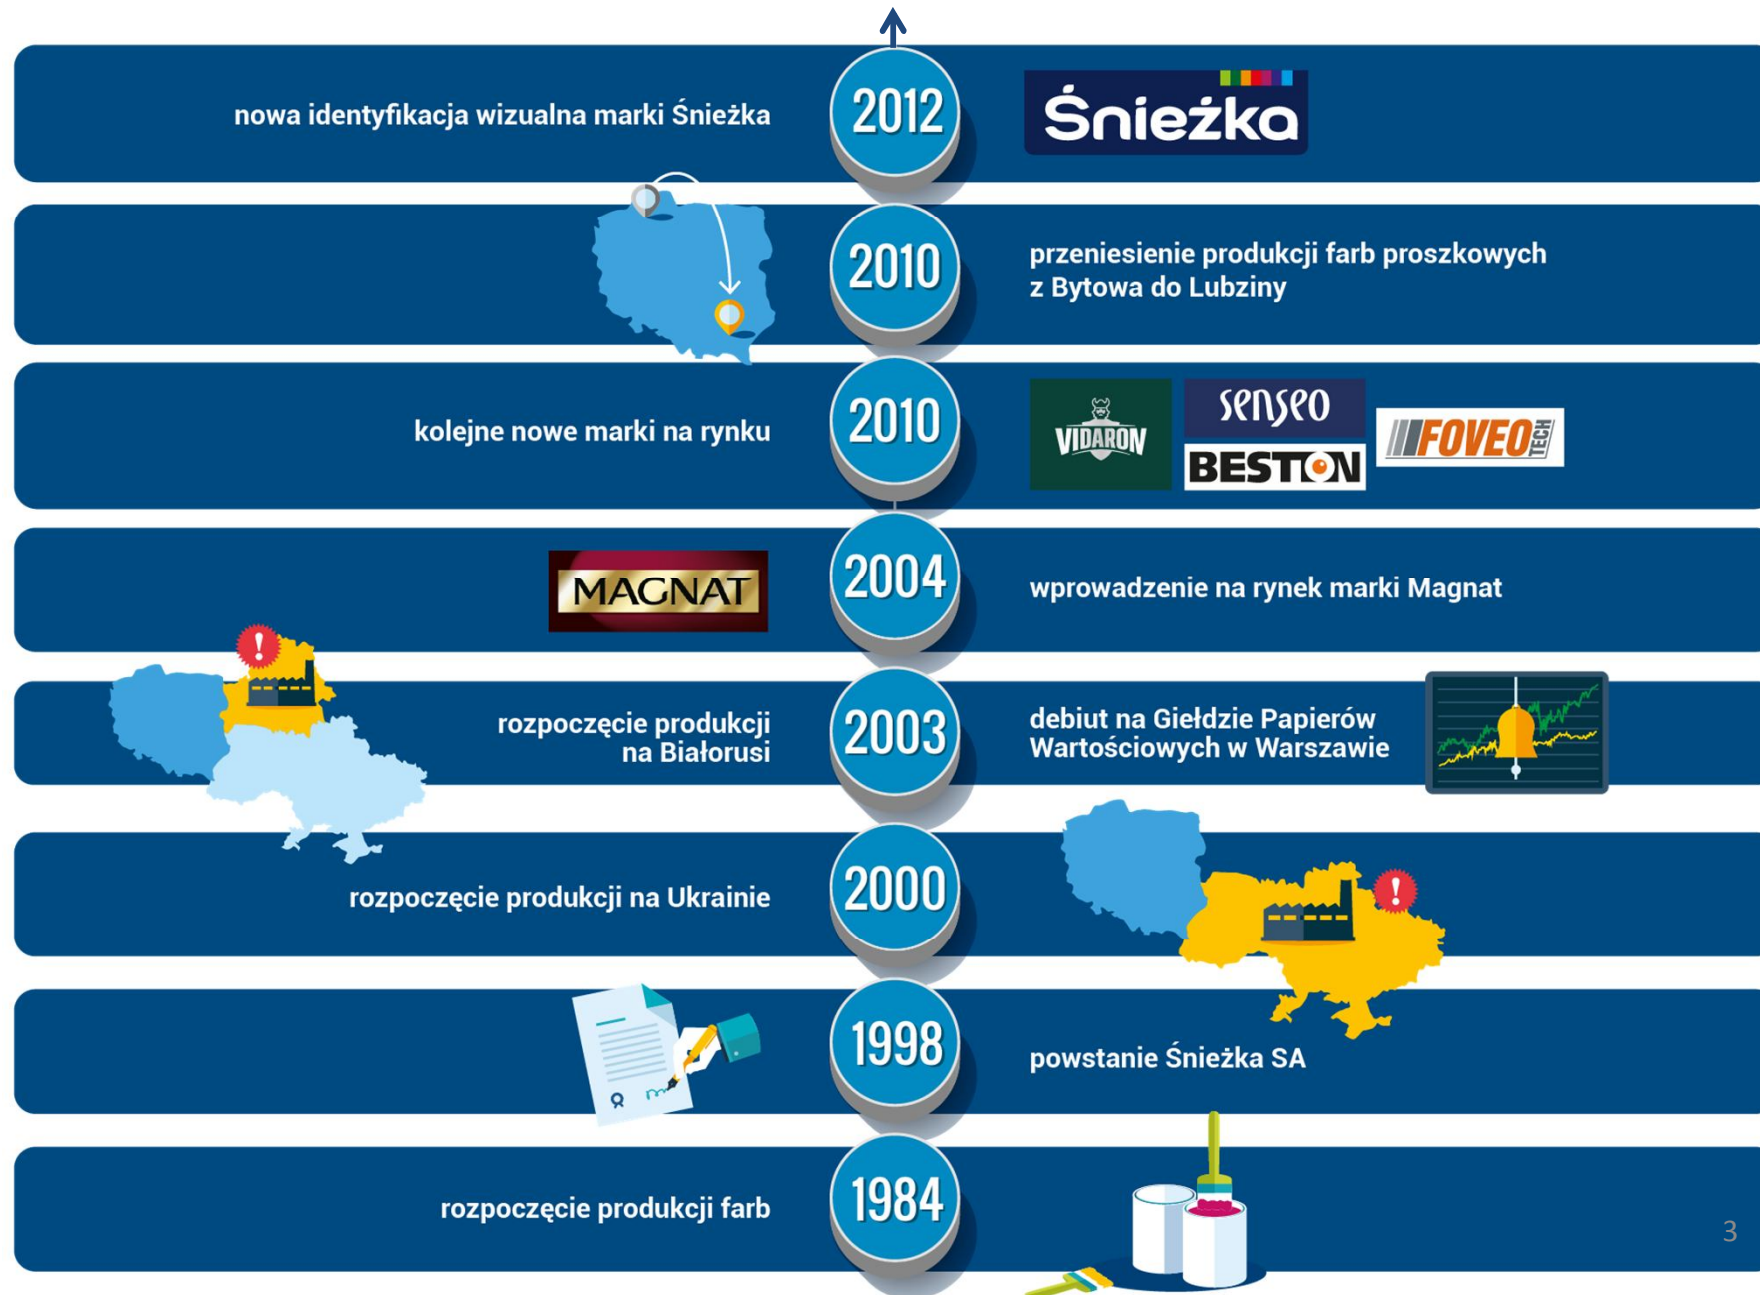 nowa identyfikacja wizualna marki Śnieżka
2012
Śnieżka
2010
przeniesienie produkcji farb proszkowych
z Bytowa do Lubziny
kolejne nowe marki na rynku
2010
VIDARON
senseo
BESTON
FOVEO TECH
MAGNAT
2004
wprowadzenie na rynek marki Magnat
!
rozpoczęcie produkcji
na Białorusi
2003
debiut na Giełdzie Papierów
Wartościowych w Warszawie
rozpoczęcie produkcji na Ukrainie
2000
!
1998
powstanie Śnieżka SA
rozpoczęcie produkcji farb
1984
3